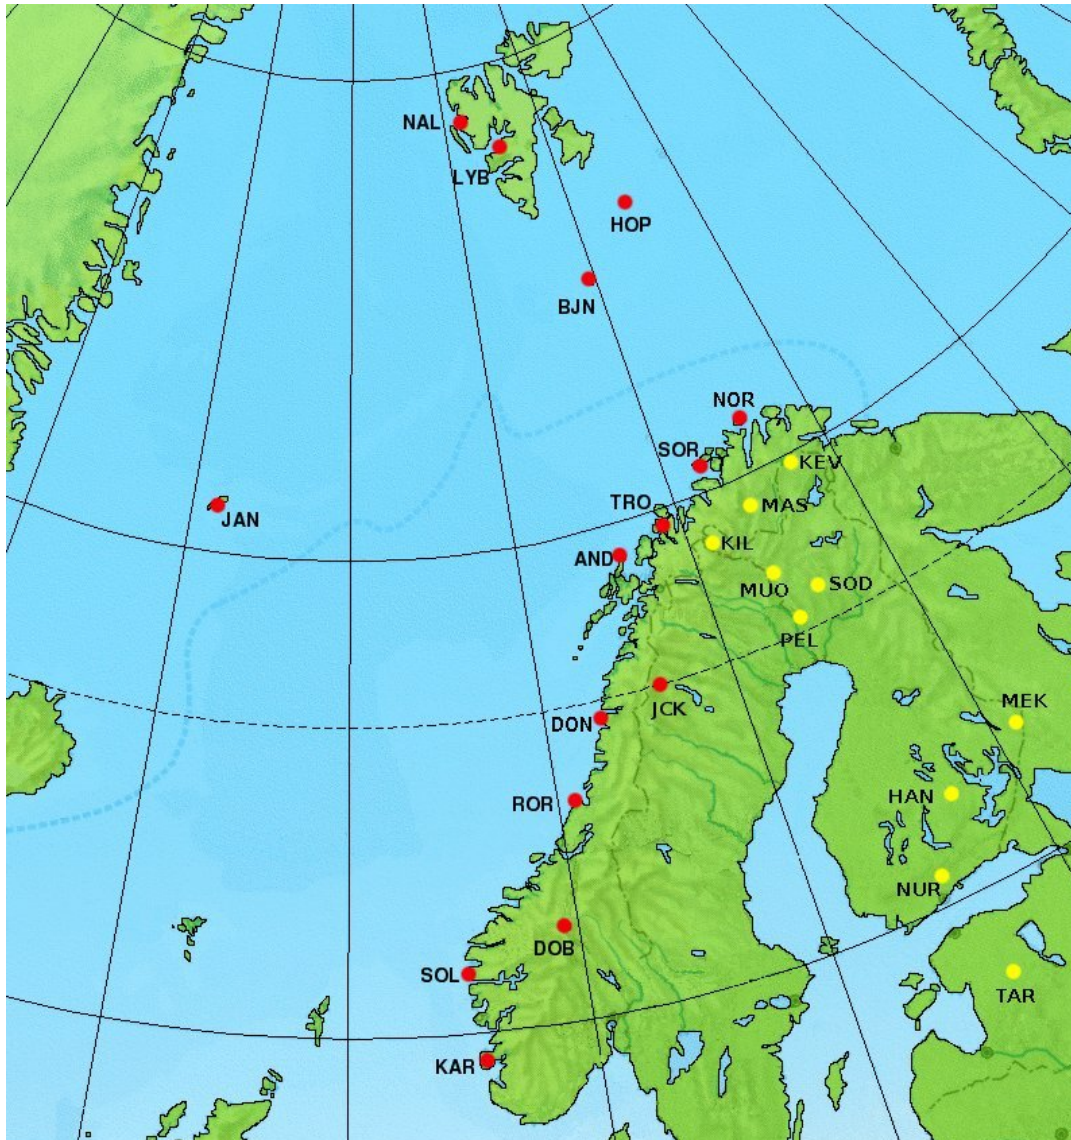 NAL
LYB
HOP
BJN
NOR
SOR
KEV
TRO
MAS
JAN
KIL
AND
MUO
SOD
PEL
JCK
MEK
DON
HAN
ROR
NUR
DOB
SOL
TAR
KAR